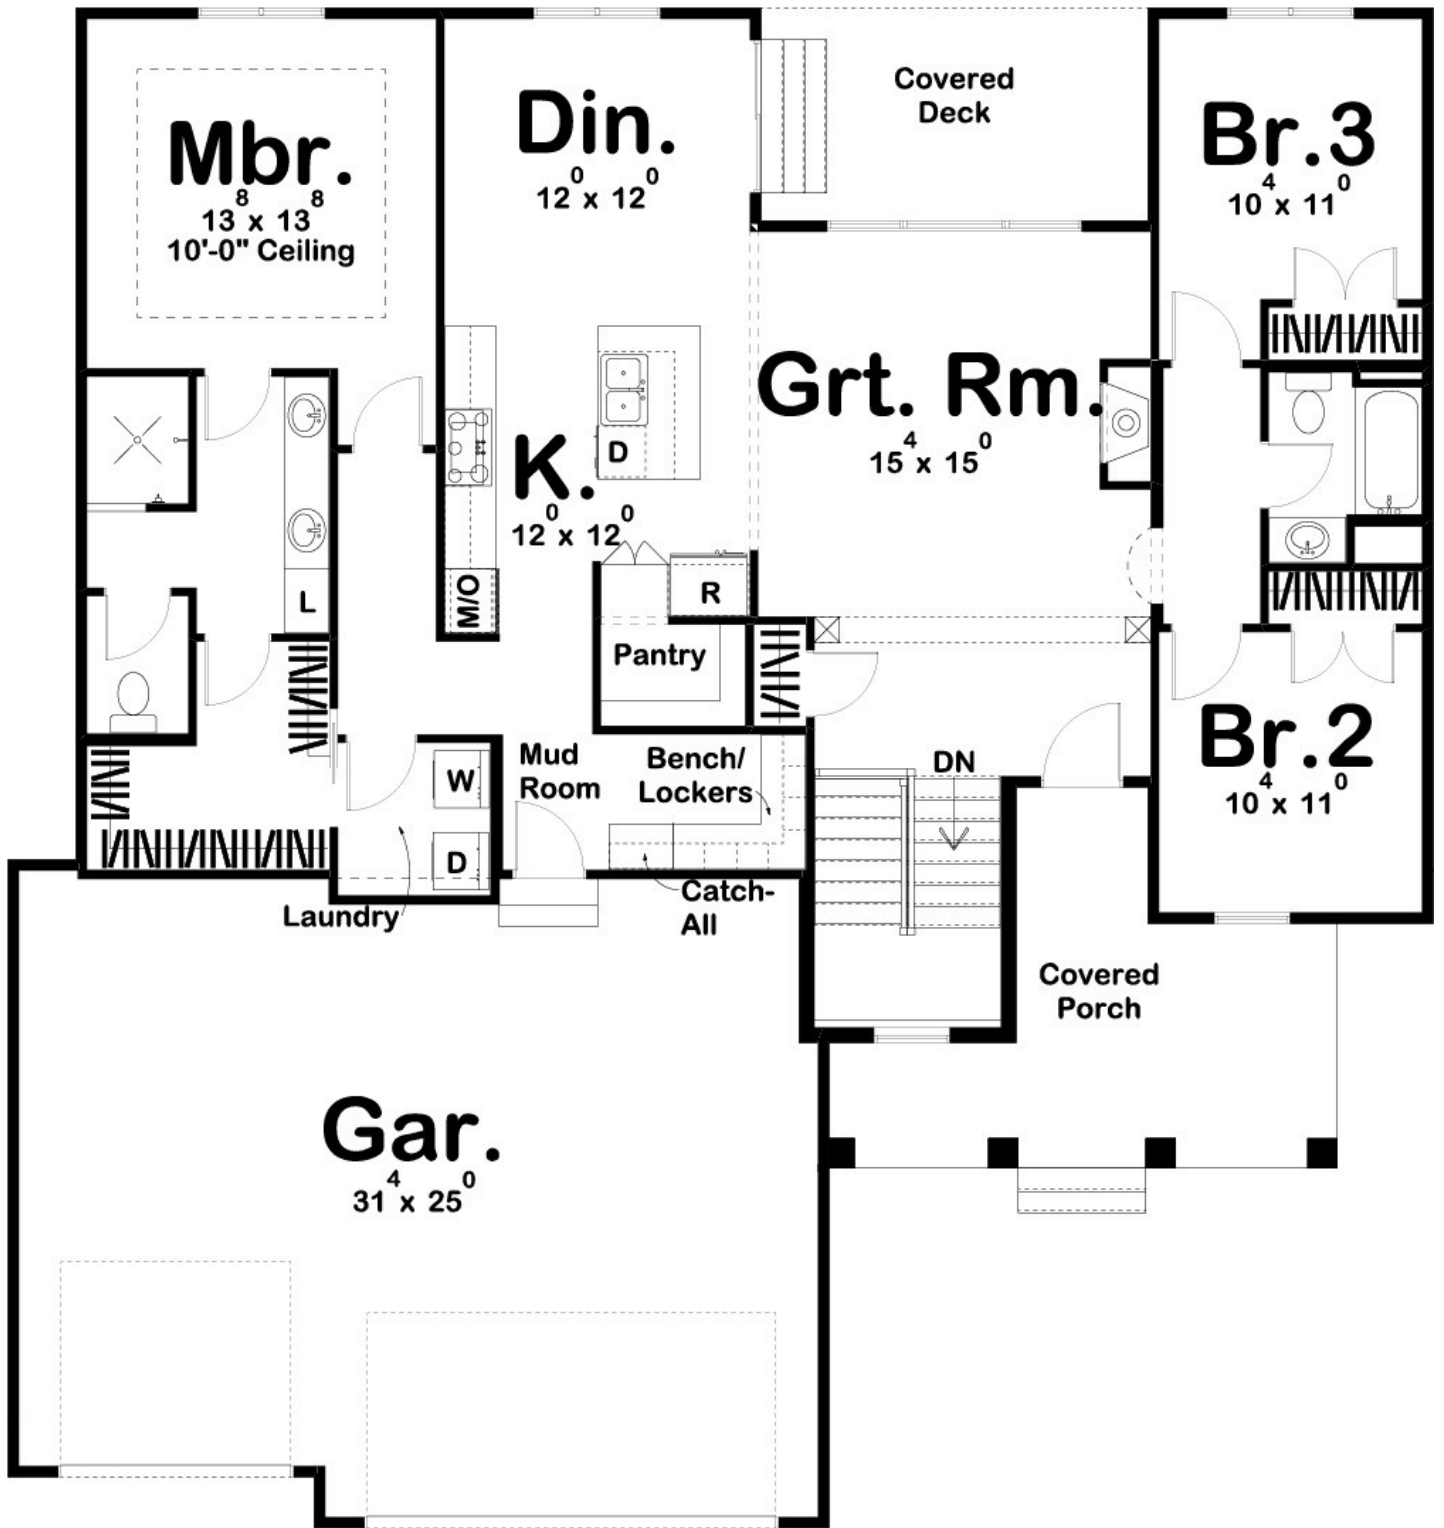 Mbr.
13⁸ x 13⁸
10'-0" Ceiling
Din.
12⁰ x 12⁰
Covered
Deck
Br.3
10⁴ x 11⁰
Grt. Rm.
15⁴ x 15⁰
K.
12⁰ x 12⁰
D
M/O
R
L
Pantry
Mud
Room
Bench/
Lockers
DN
Br.2
10⁴ x 11⁰
W
D
Laundry
Catch-
All
Covered
Porch
Gar.
31⁴ x 25⁰